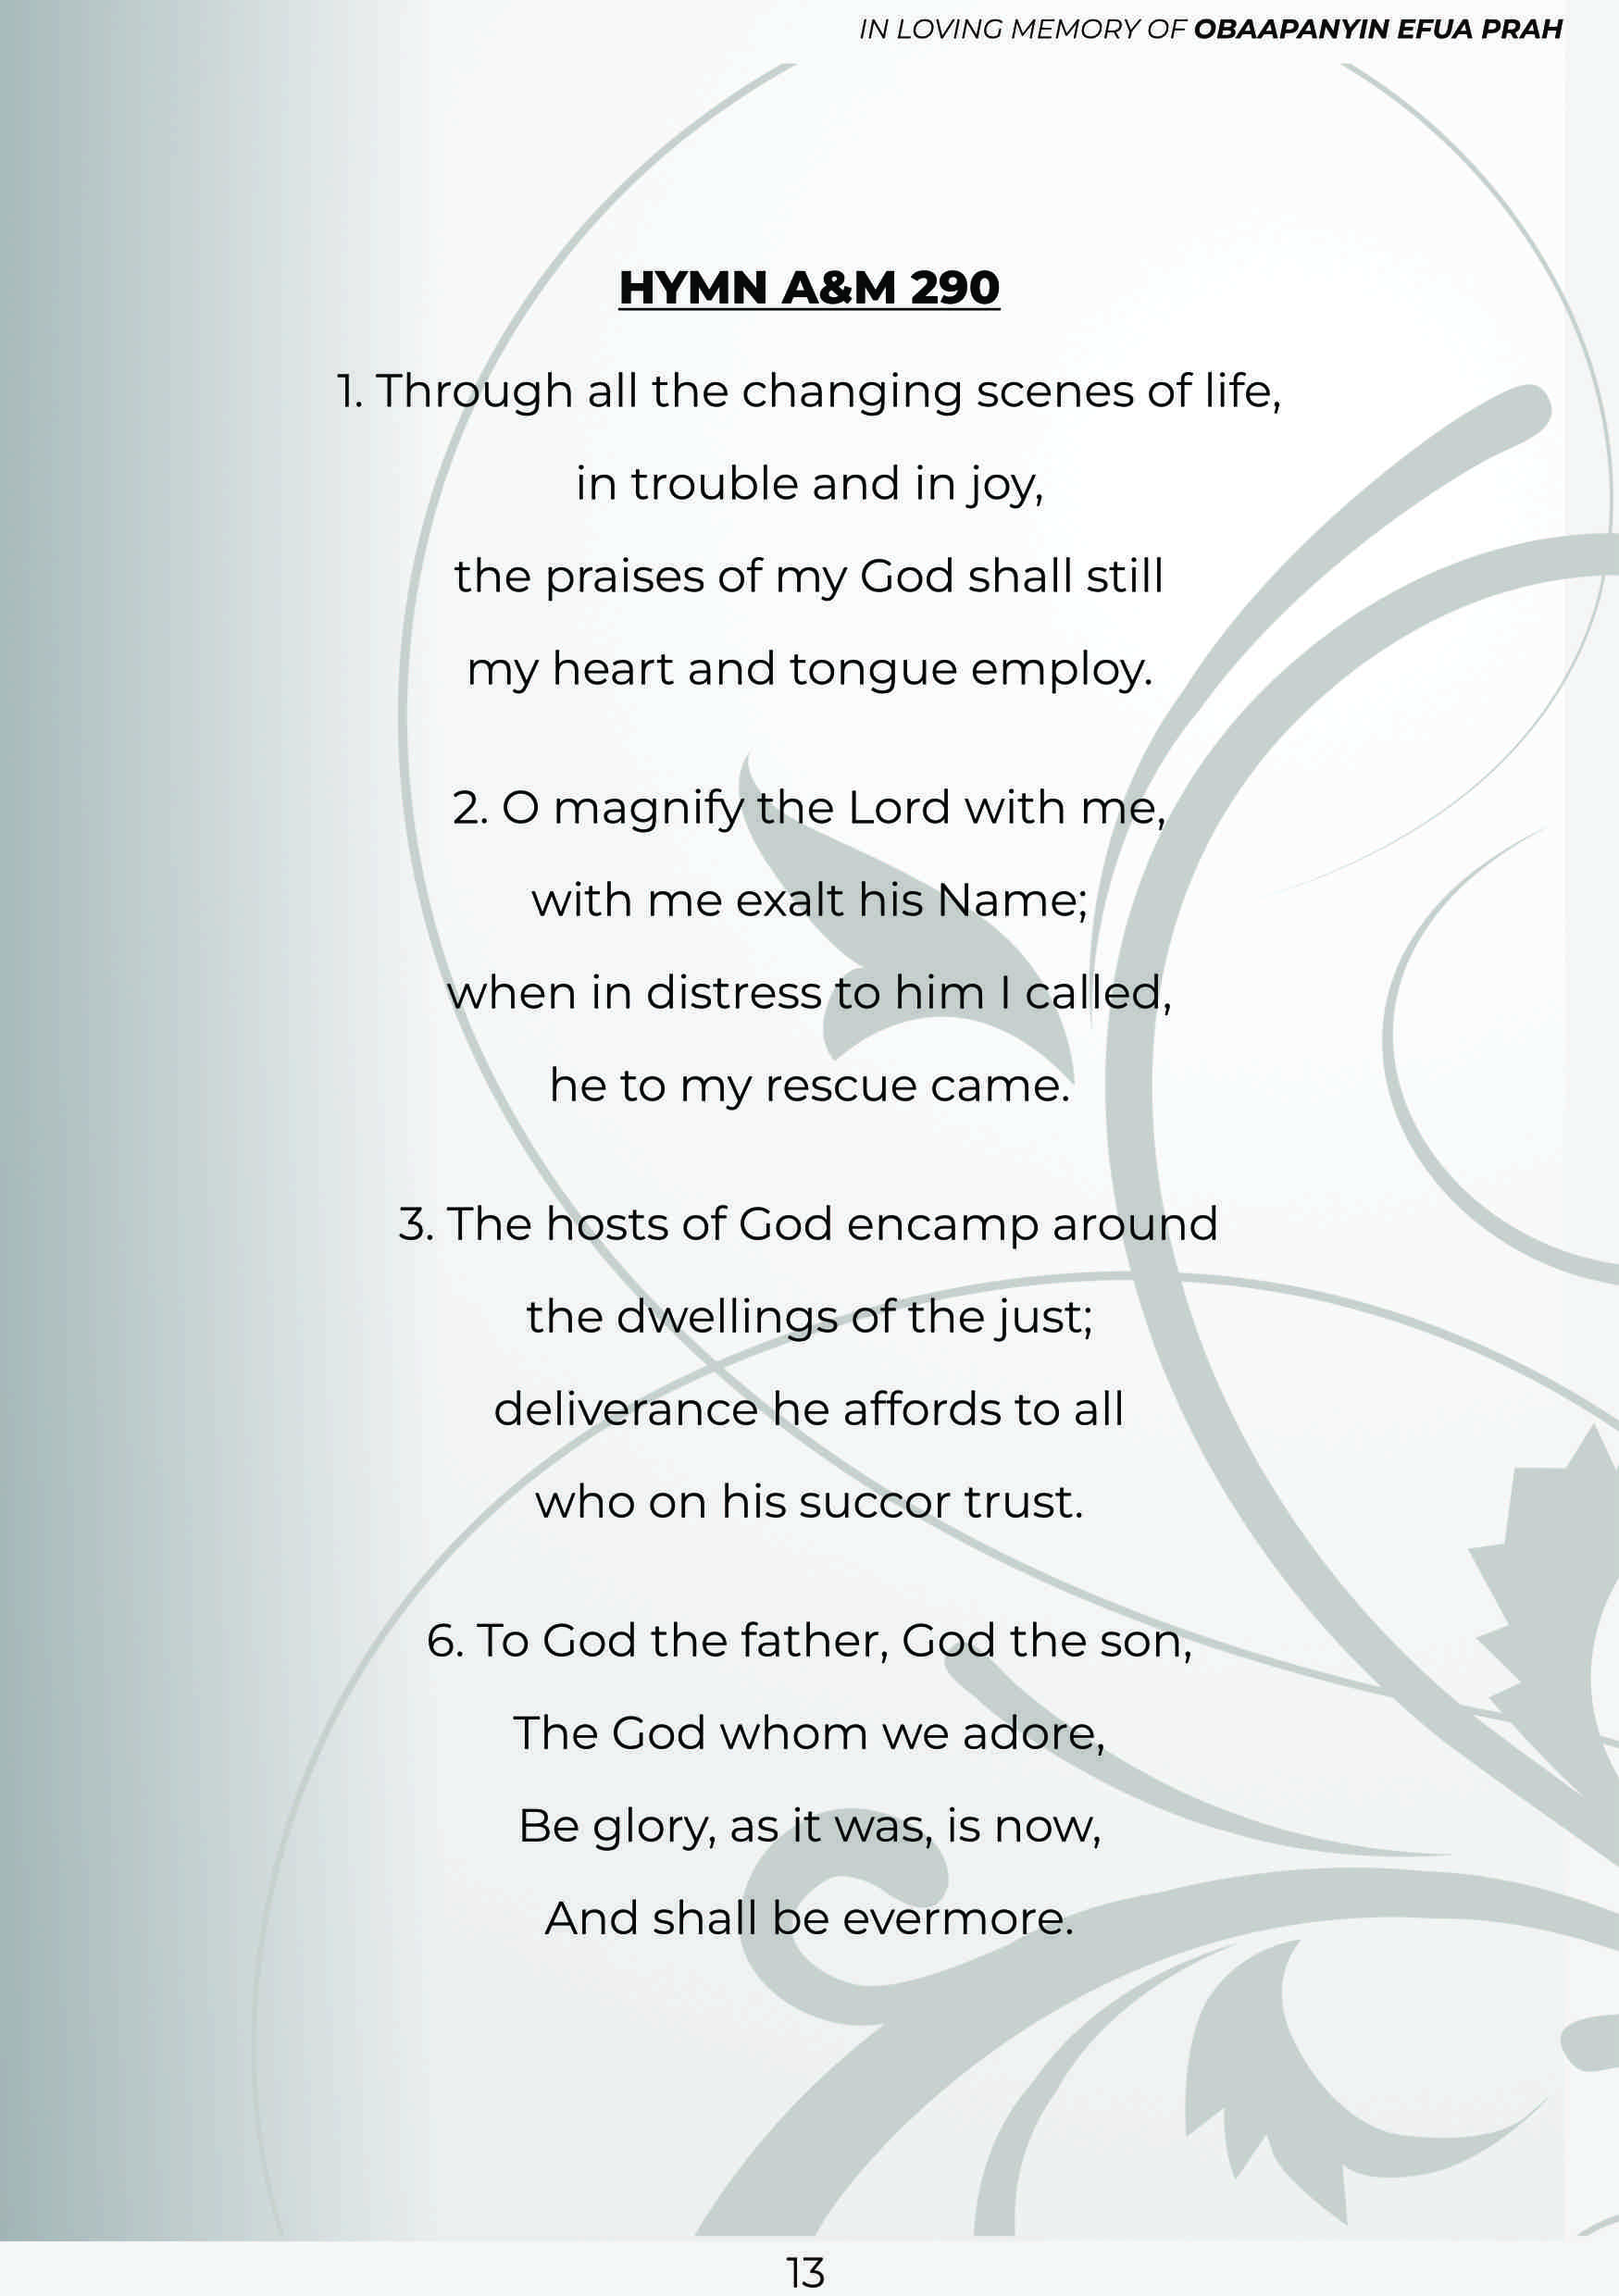 IN LOVING MEMORY OF OBAAPANYIN EFUA PRAH
HYMN A&M 290
1. Through all the changing scenes of life,
in trouble and in joy,
the praises of my God shall still
my heart and tongue employ.
2. O magnify the Lord with me,
with me exalt his Name;
when in distress to him I called,
he to my rescue came.
3. The hosts of God encamp around
the dwellings of the just;
deliverance he affords to all
who on his succor trust.
6. To God the father, God the son,
The God whom we adore,
Be glory, as it was, is now,
And shall be evermore.
13